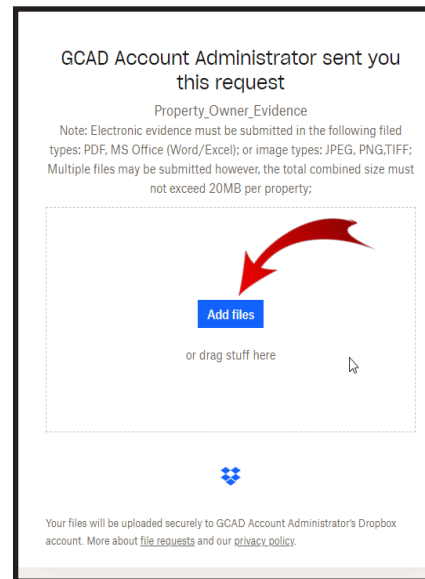 GCAD Account Administrator sent you
this request
Property_Owner_Evidence
Note: Electronic evidence must be submitted in the following filed
types: PDF, MS Office (Word/Excel); or image types: JPEG, PNG,TIFF;
Multiple files may be submitted however, the total combined size must
not exceed 20MB per property;
Add files
or drag stuff here
Your files will be uploaded securely to GCAD Account Administrator's Dropbox
account. More about file requests and our privacy policy.